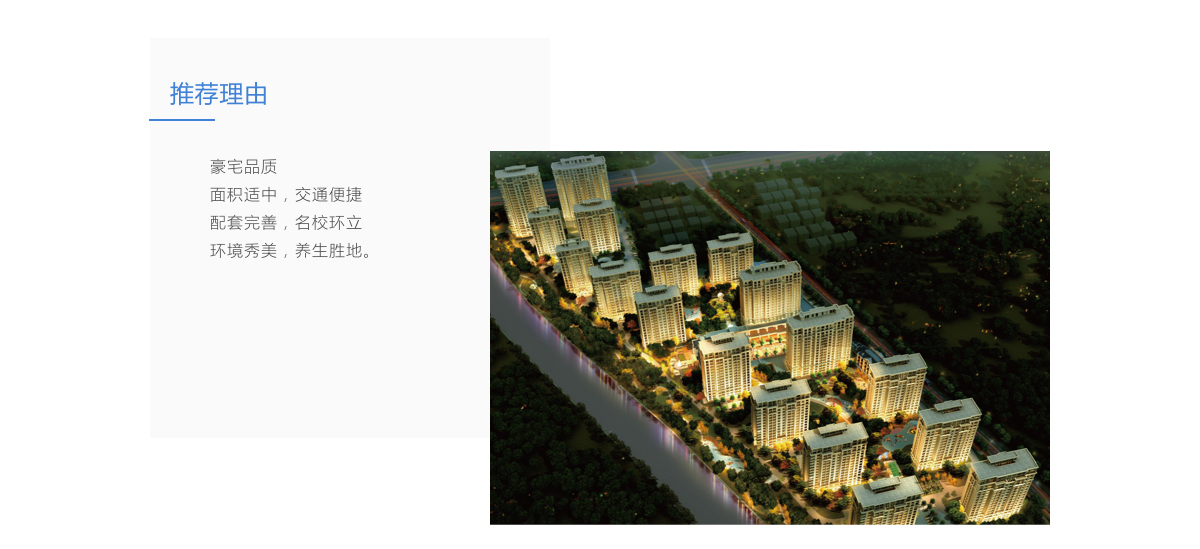 推荐理由
豪宅品质
面积适中，交通便捷
配套完善，名校环立
环境秀美，养生胜地。